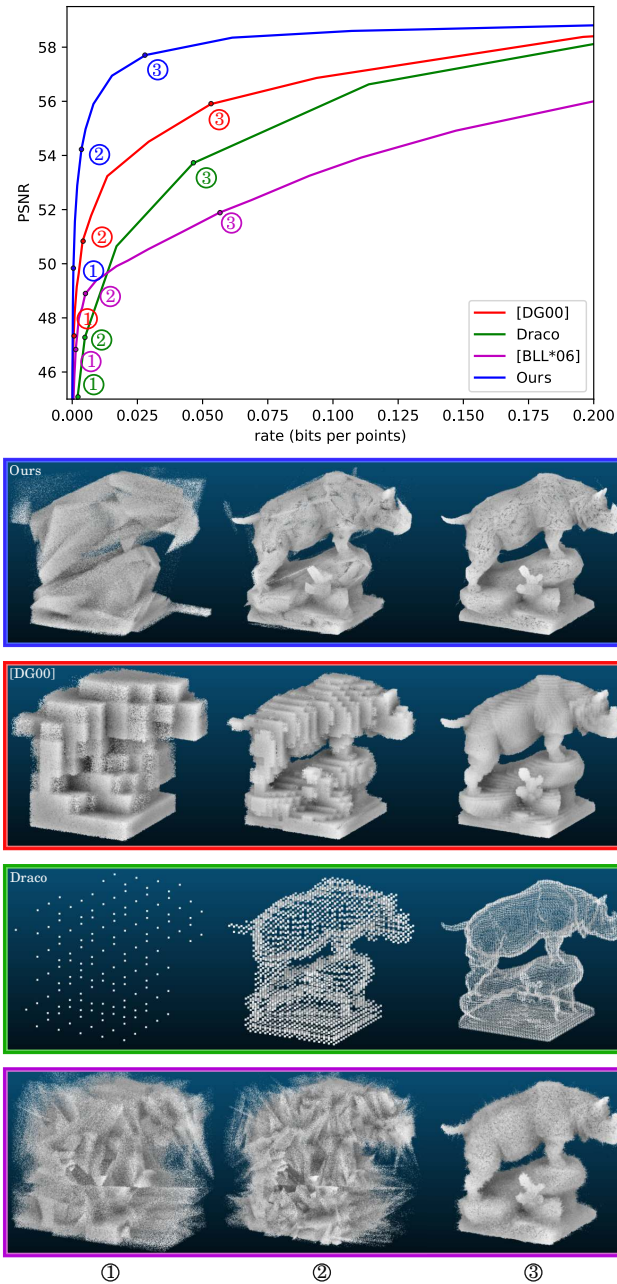 58
56
54
52
50
48
46
PSNR
③
③
②
③
③
②
①
②
②
①
①
①
[DG00]
Draco
[BLL*06]
Ours
0.000 0.025 0.050 0.075 0.100 0.125 0.150 0.175 0.200
rate (bits per points)
Ours
[DG00]
Draco
① ② ③